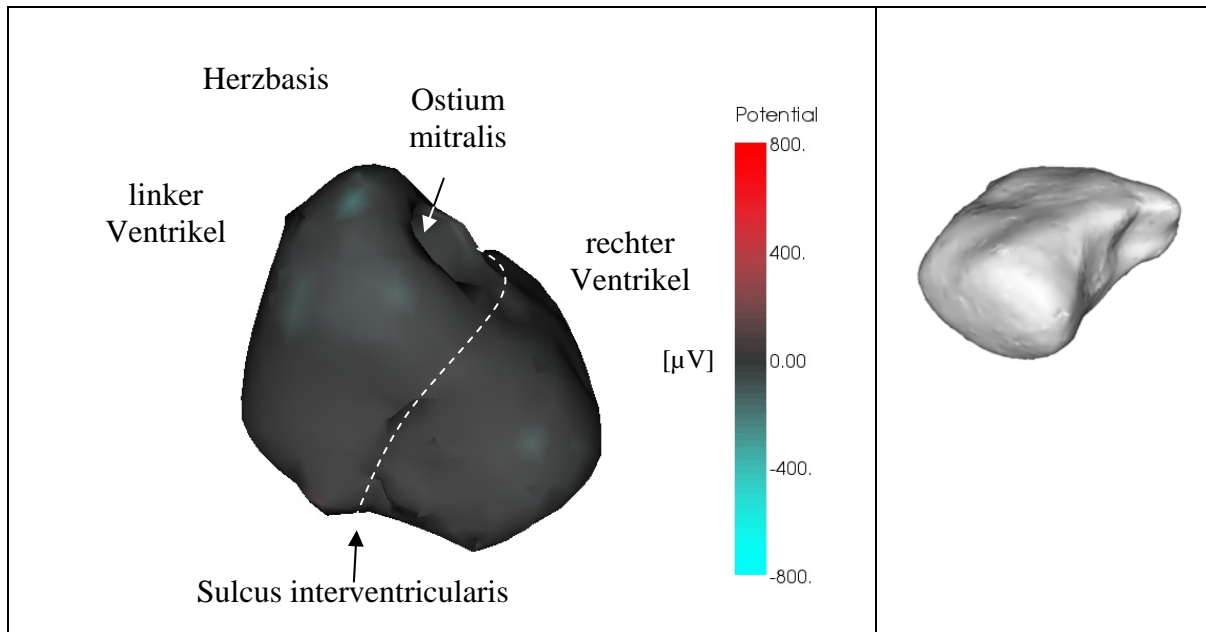 Herzbasis
Ostium
mitralis
linker
Ventrikel
rechter
Ventrikel
Sulcus interventricularis
Potential
800.
400.
[µV]
0.00
-400.
-800.